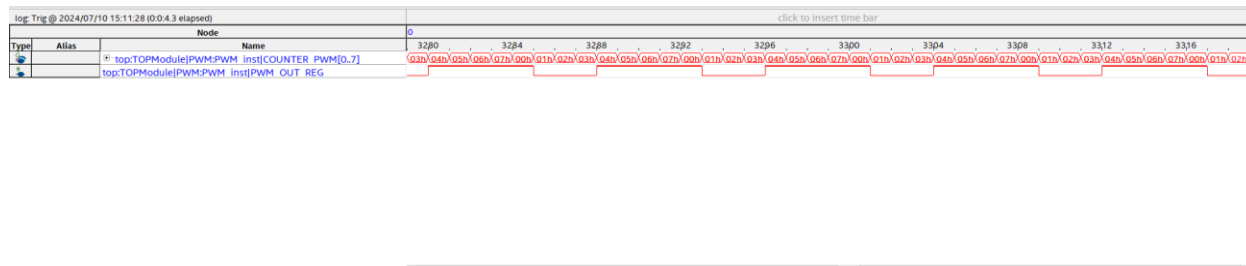 log: Trig @ 2024/07/10 15:11:28 (0:0:4.3 elapsed) click to insert time bar
Node 0
Type Alias Name 3280 3284 3288 3292 3296 3300 3304 3308 3312 3316
top:TOPModule|PWM:PWM_inst|COUNTER_PWM[0..7] 03h 04h 05h 06h 07h 00h 01h 02h 03h 04h 05h 06h 07h 00h 01h 02h 03h 04h 05h 06h 07h 00h 01h 02h 03h 04h 05h 06h 07h 00h 01h 02h 03h 04h 05h 06h 07h 00h 01h 02h
top:TOPModule|PWM:PWM_inst|PWM_OUT_REG